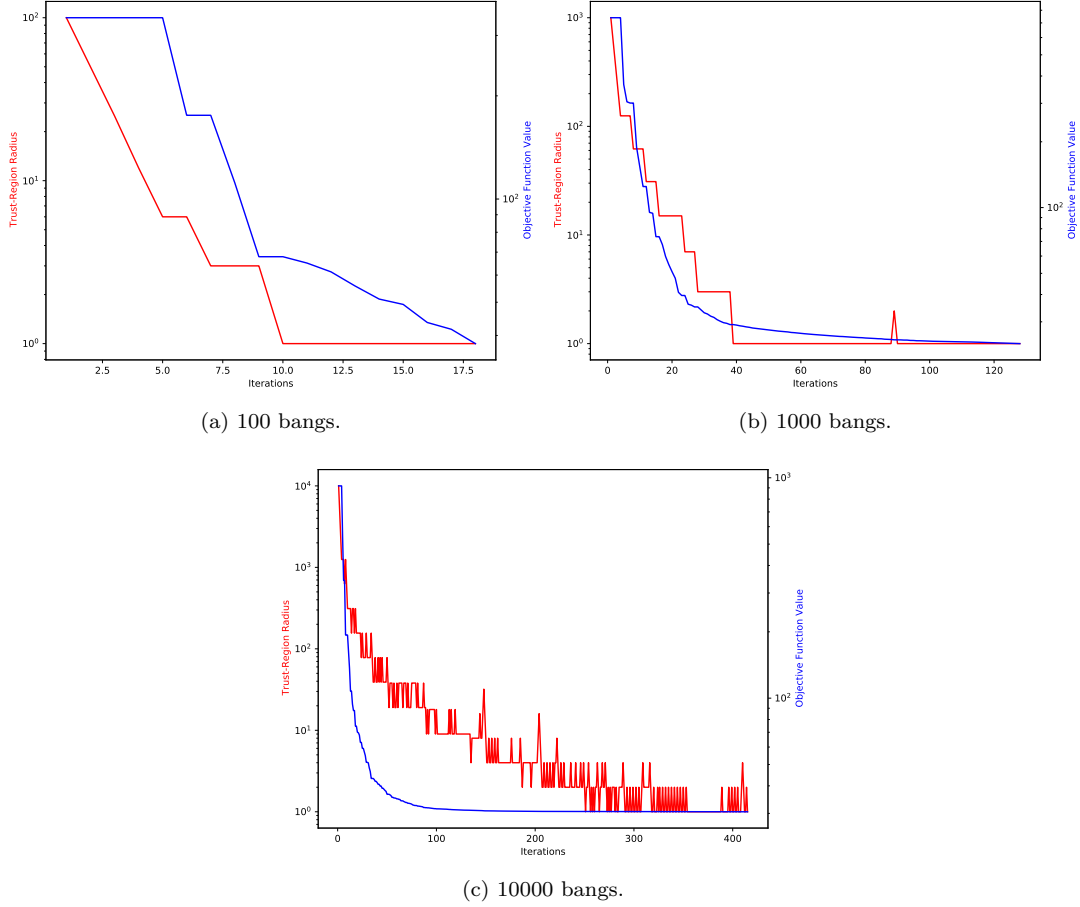 10²
10¹
10⁰
Trust-Region Radius
2.5 5.0 7.5 10.0 12.5 15.0 17.5
Iterations
10²
Objective Function Value
(a) 100 bangs.
10³
10²
10¹
10⁰
Trust-Region Radius
0 20 40 60 80 100 120
Iterations
10²
Objective Function Value
(b) 1000 bangs.
10⁴
10³
10²
10¹
10⁰
Trust-Region Radius
0 100 200 300 400
Iterations
10³
10²
Objective Function Value
(c) 10000 bangs.